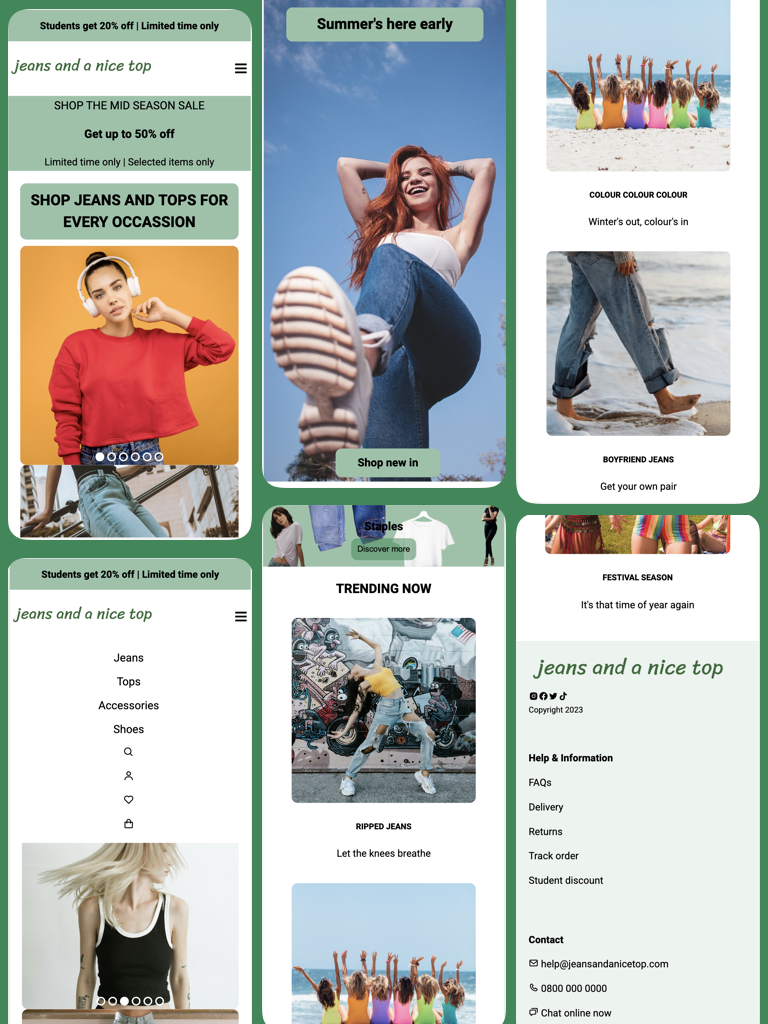 Students get 20% off | Limited time only
jeans and a nice top
SHOP THE MID SEASON SALE
Get up to 50% off
Limited time only | Selected items only
SHOP JEANS AND TOPS FOR
EVERY OCCASSION
Students get 20% off | Limited time only
jeans and a nice top
Jeans
Tops
Accessories
Shoes
Summer's here early
Shop new in
Staples
Discover more
TRENDING NOW
RIPPED JEANS
Let the knees breathe
COLOUR COLOUR COLOUR
Winter's out, colour's in
BOYFRIEND JEANS
Get your own pair
FESTIVAL SEASON
It's that time of year again
jeans and a nice top
Copyright 2023
Help & Information
FAQs
Delivery
Returns
Track order
Student discount
Contact
help@jeansandanicetop.com
0800 000 0000
Chat online now